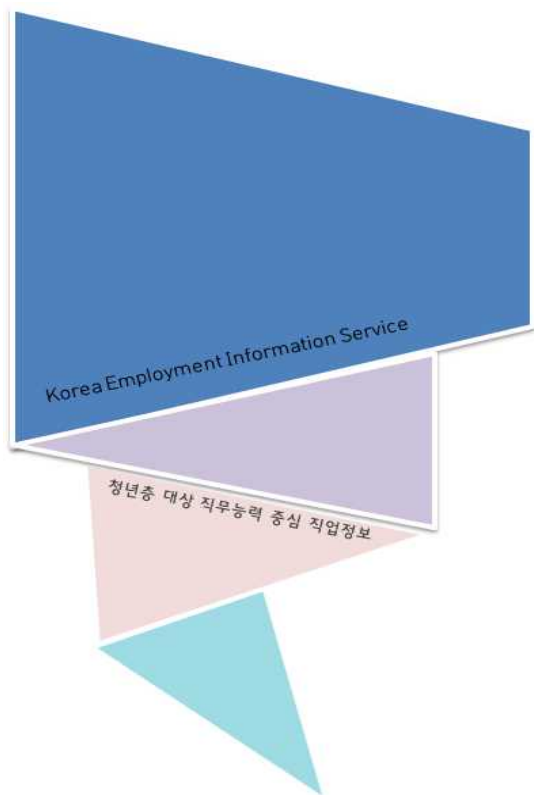 Korea Employment Information Service
청년층 대상 직무능력 중심 직업정보